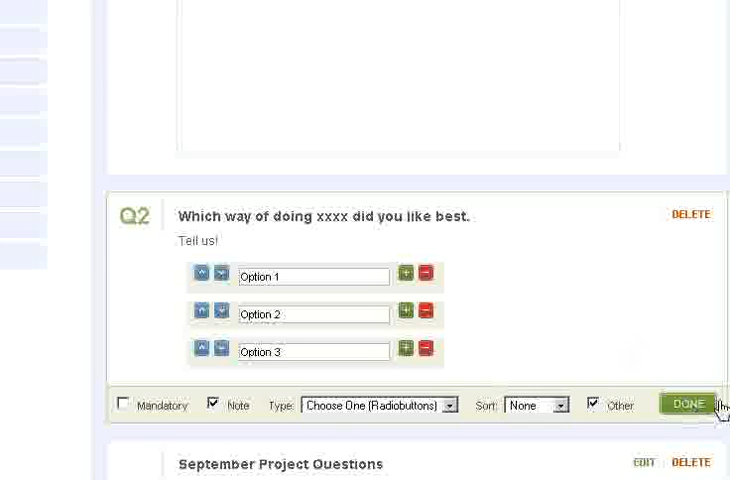 Q2 Which way of doing xxxx did you like best. DELETE
Tell us!
Option 1
Option 2
Option 3
Mandatory Note Type: Choose One (Radiobuttons) Sort: None Other DONE
September Project Questions EDIT DELETE